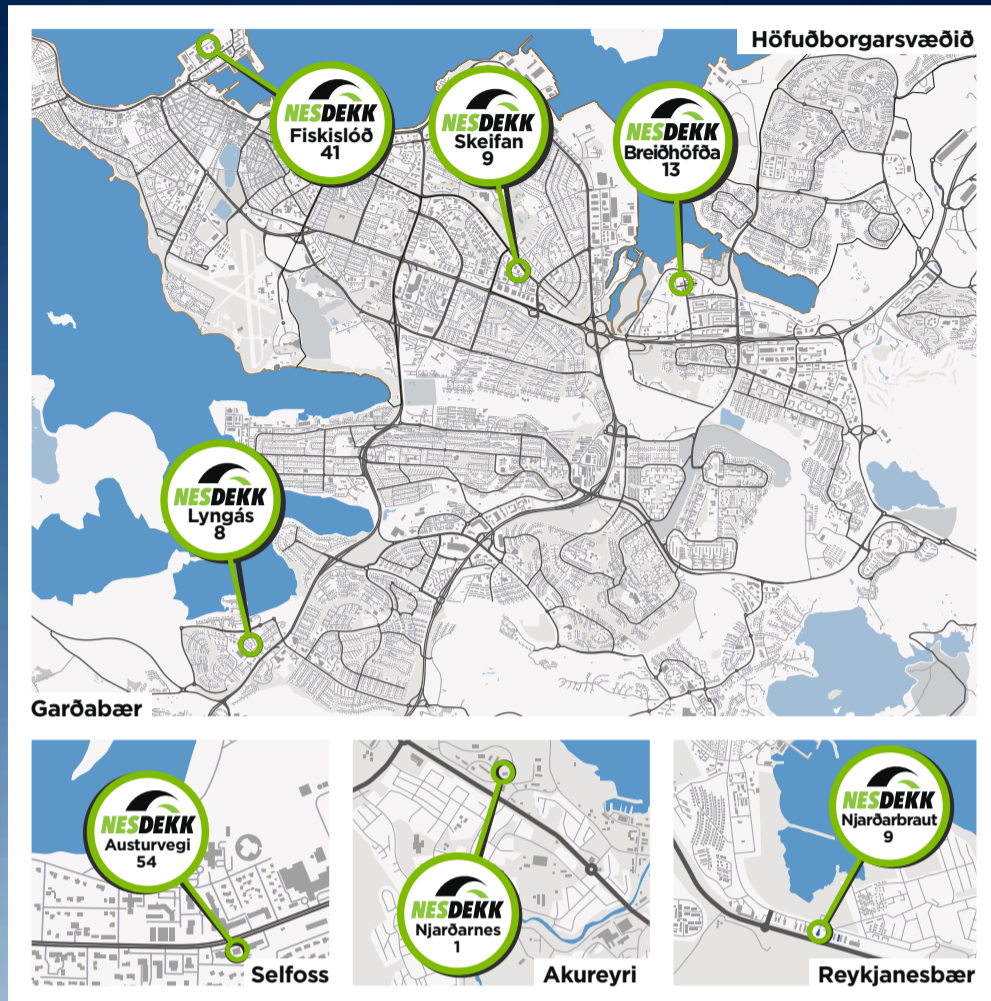 Höfuðborgarsvæðið
NESDEKK
Fiskislóð
41
NESDEKK
Skeifan
9
NESDEKK
Breiðhöfða
13
NESDEKK
Lyngás
8
Garðabær
NESDEKK
Austurvegi
54
Selfoss
NESDEKK
Njarðarnes
1
Akureyri
NESDEKK
Njarðarbraut
9
Reykjanesbær